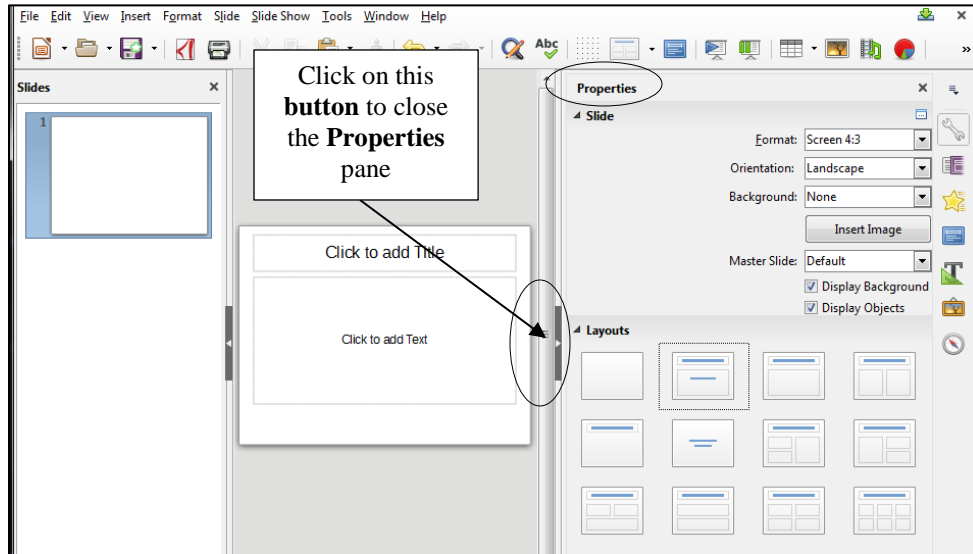 File Edit View Insert Format Slide Slide Show Tools Window Help
Abc
Click on this
button to close
the Properties
pane
Slides
1
Click to add Title
Click to add Text
Properties
Slide
Format: Screen 4:3
Orientation: Landscape
Background: None
Insert Image
Master Slide: Default
Display Background
Display Objects
Layouts